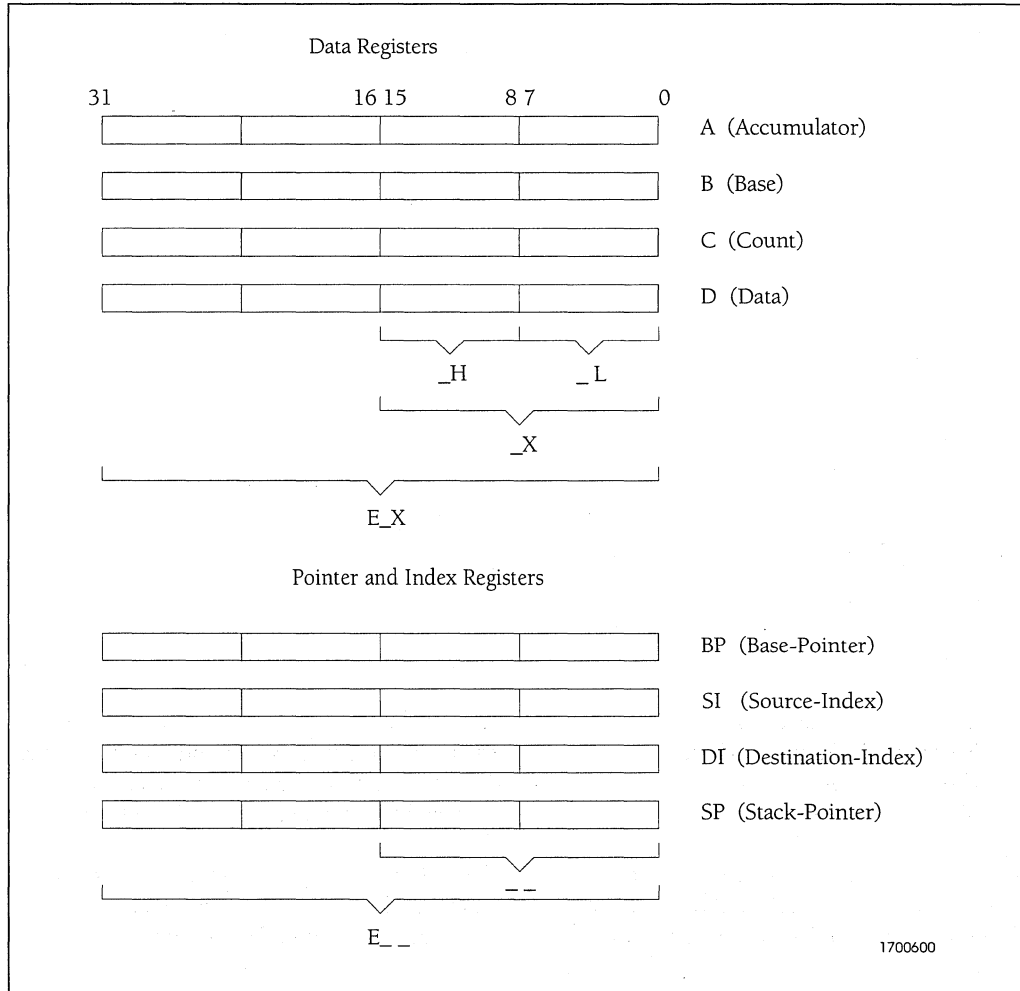 Data Registers
31 16 15 8 7 0
A (Accumulator)
B (Base)
C (Count)
D (Data)
_H _ L
_X
E_X
Pointer and Index Registers
BP (Base-Pointer)
SI (Source-Index)
DI (Destination-Index)
SP (Stack-Pointer)
_ _
E_ _
1700600